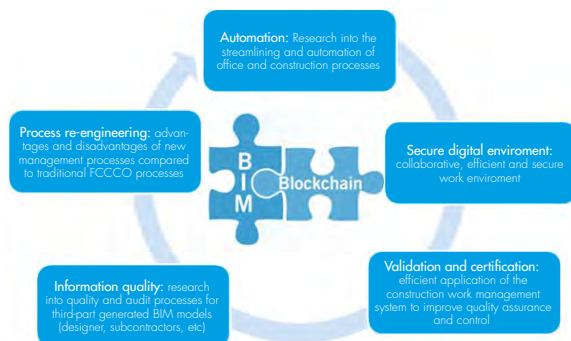 Automation: Research into the
streamlining and automation of
office and construction processes
Process re-engineering: advan-
tages and disadvantages of new
management processes compared
to traditional FCCCO processes
B
I
M
Blockchain
Secure digital enviroment:
collaborative, efficient and secure
work enviroment
Information quality: research
into quality and audit processes for
third-part generated BIM models
(designer, subcontractors, etc)
Validation and certification:
efficient application of the
construction work management
system to improve quality assurance
and control